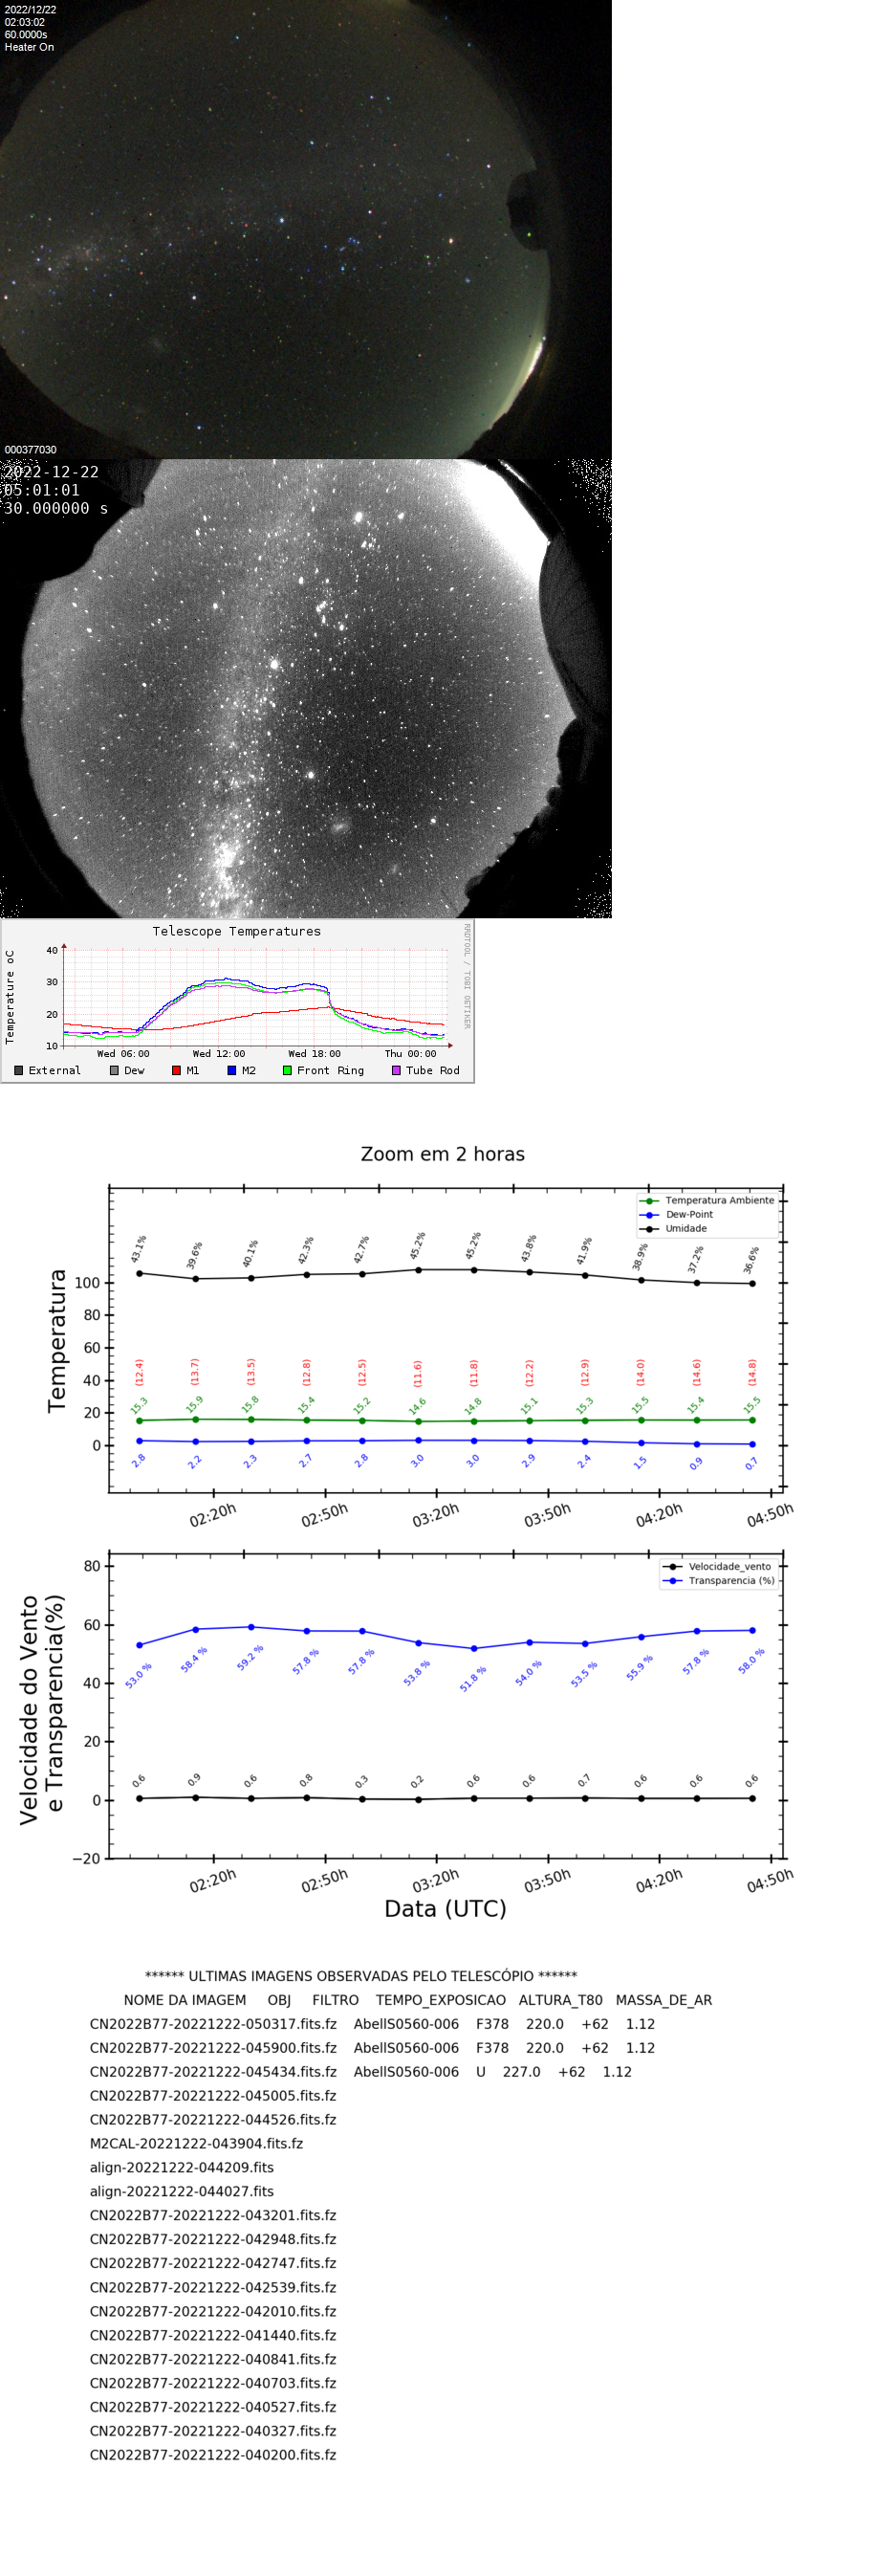 2022/12/22
02:03:02
60.0000s
Heater On
000377030
2022-12-22
05:01:01
30.000000 s
Telescope Temperatures
Temperature oC
40
30
20
10
Wed 06:00 Wed 12:00 Wed 18:00 Thu 00:00
External Dew M1 M2 Front Ring Tube Rod
RRDTOOL / TOBI OETIKER
Zoom em 2 horas
Temperatura Ambiente
Dew-Point
Umidade
Temperatura
100
80
60
40
20
0
43.1% 39.6% 40.1% 42.3% 42.7% 45.2% 45.2% 43.8% 41.9% 38.9% 37.2% 36.6%
(12.4) (13.7) (13.5) (12.8) (12.5) (11.6) (11.8) (12.2) (12.9) (14.0) (14.6) (14.8)
15.3 15.9 15.8 15.4 15.2 14.6 14.8 15.1 15.3 15.5 15.4 15.5
2.8 2.2 2.3 2.7 2.8 3.0 3.0 2.9 2.4 1.5 0.9 0.7
02:20h 02:50h 03:20h 03:50h 04:20h 04:50h
Velocidade_vento
Transparencia (%)
Velocidade do Vento
e Transparencia(%)
80
60
40
20
0
−20
53.0 % 58.4 % 59.2 % 57.8 % 57.8 % 53.8 % 51.8 % 54.0 % 53.5 % 55.9 % 57.8 % 58.0 %
0.6 0.9 0.6 0.8 0.3 0.2 0.6 0.6 0.7 0.6 0.6 0.6
02:20h 02:50h 03:20h 03:50h 04:20h 04:50h
Data (UTC)
****** ULTIMAS IMAGENS OBSERVADAS PELO TELESCÓPIO ******
NOME DA IMAGEM OBJ FILTRO TEMPO_EXPOSICAO ALTURA_T80 MASSA_DE_AR
CN2022B77-20221222-050317.fits.fz AbellS0560-006 F378 220.0 +62 1.12
CN2022B77-20221222-045900.fits.fz AbellS0560-006 F378 220.0 +62 1.12
CN2022B77-20221222-045434.fits.fz AbellS0560-006 U 227.0 +62 1.12
CN2022B77-20221222-045005.fits.fz
CN2022B77-20221222-044526.fits.fz
M2CAL-20221222-043904.fits.fz
align-20221222-044209.fits
align-20221222-044027.fits
CN2022B77-20221222-043201.fits.fz
CN2022B77-20221222-042948.fits.fz
CN2022B77-20221222-042747.fits.fz
CN2022B77-20221222-042539.fits.fz
CN2022B77-20221222-042010.fits.fz
CN2022B77-20221222-041440.fits.fz
CN2022B77-20221222-040841.fits.fz
CN2022B77-20221222-040703.fits.fz
CN2022B77-20221222-040527.fits.fz
CN2022B77-20221222-040327.fits.fz
CN2022B77-20221222-040200.fits.fz